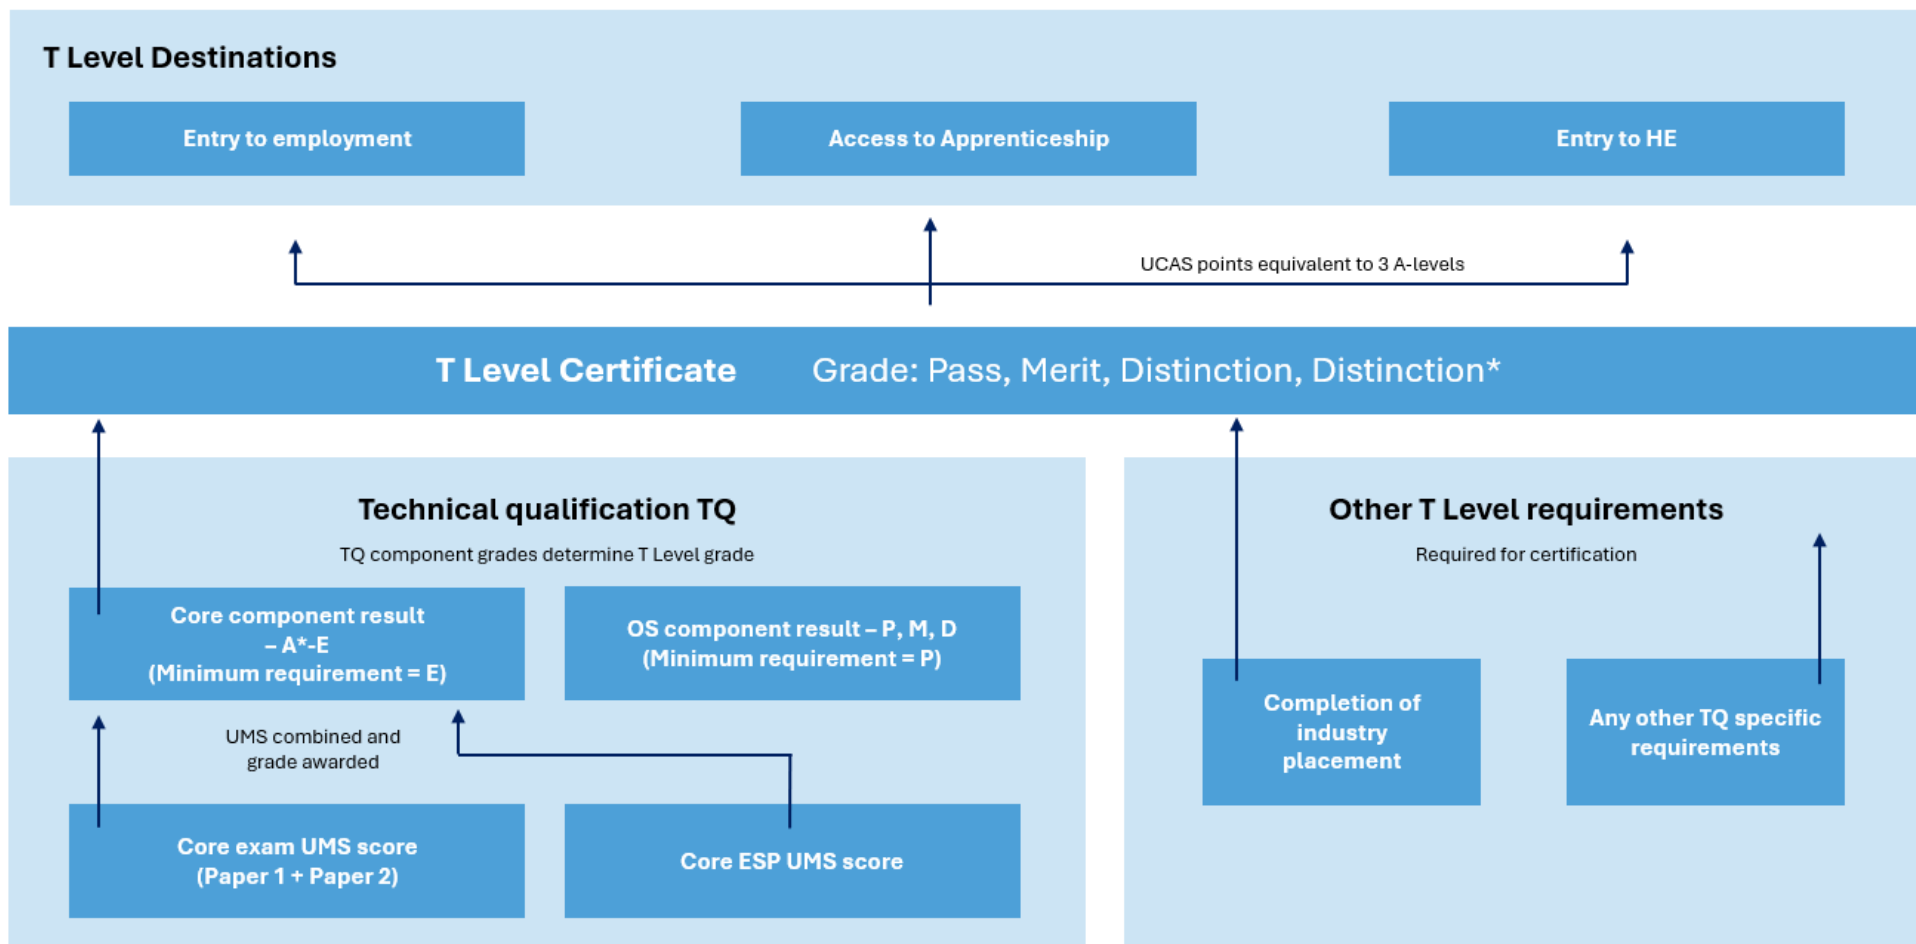 T Level Destinations
Entry to employment
Access to Apprenticeship
Entry to HE
UCAS points equivalent to 3 A-levels
T Level Certificate Grade: Pass, Merit, Distinction, Distinction*
Technical qualification TQ
TQ component grades determine T Level grade
Core component result
– A*-E
(Minimum requirement = E)
OS component result – P, M, D
(Minimum requirement = P)
UMS combined and
grade awarded
Core exam UMS score
(Paper 1 + Paper 2)
Core ESP UMS score
Other T Level requirements
Required for certification
Completion of
industry
placement
Any other TQ specific
requirements